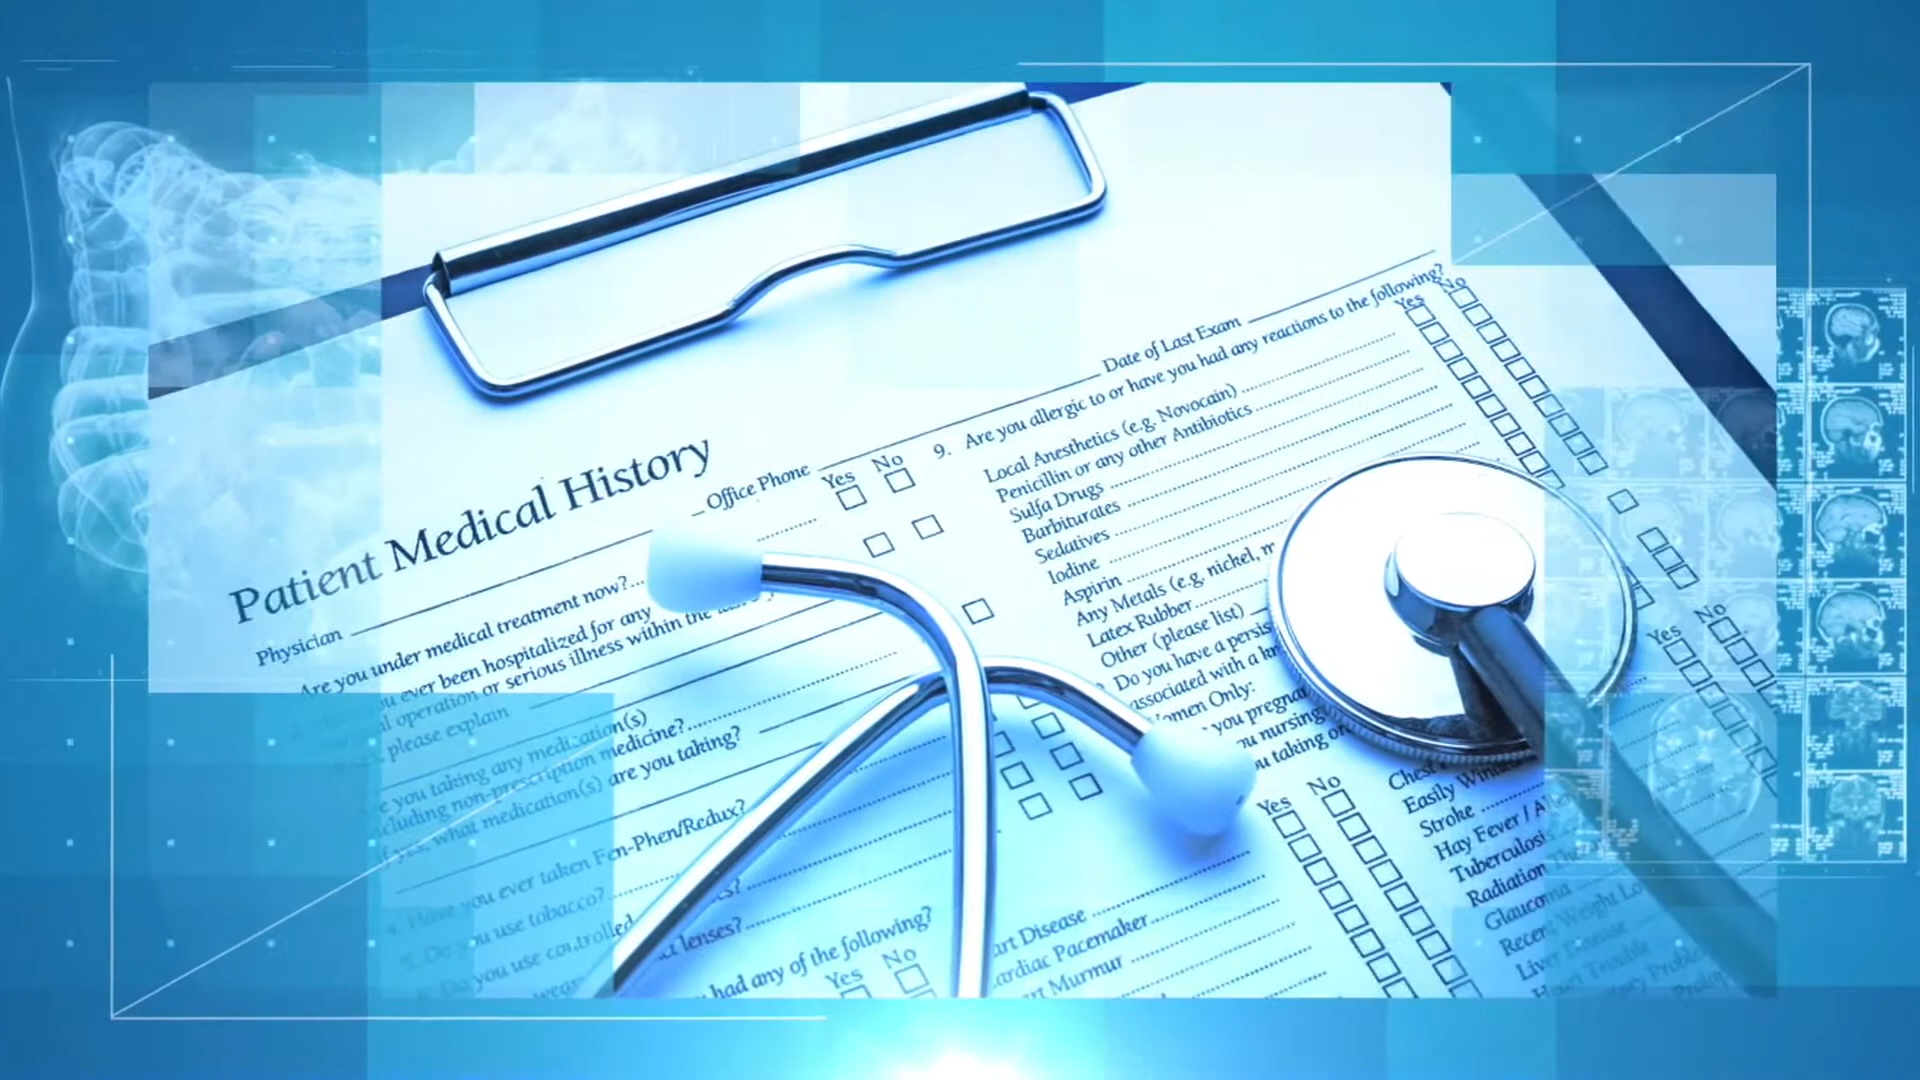 Patient Medical History
Physician
Office Phone
Date of Last Exam
Yes No
Are you under medical treatment now?
ever been hospitalized for any
operation or serious illness within the
please explain
you taking any medication(s)
including non-prescription medicine?
what medication(s) are you taking?
4. Have you ever taken Fen-Phen/Redux?
5. Do you use tobacco?
6. Do you use controlled
wear
lenses?
had any of the following?
Yes No
9. Are you allergic to or have you had any reactions to the following?
Yes No
Local Anesthetics (e.g. Novocain)
Penicillin or any other Antibiotics
Sulfa Drugs
Barbiturates
Sedatives
Iodine
Aspirin
Any Metals (e.g. nickel,
Latex Rubber
Other (please list)
Do you have a
associated with a
Women Only:
you
nursing
taking
Disease
Cardiac Pacemaker
Murmur
Yes No
Chest
Easily
Stroke
Hay Fever /
Tuberculosis
Radiation
Glaucoma
Recent Weight
Liver Disease
Heart Trouble
Yes No